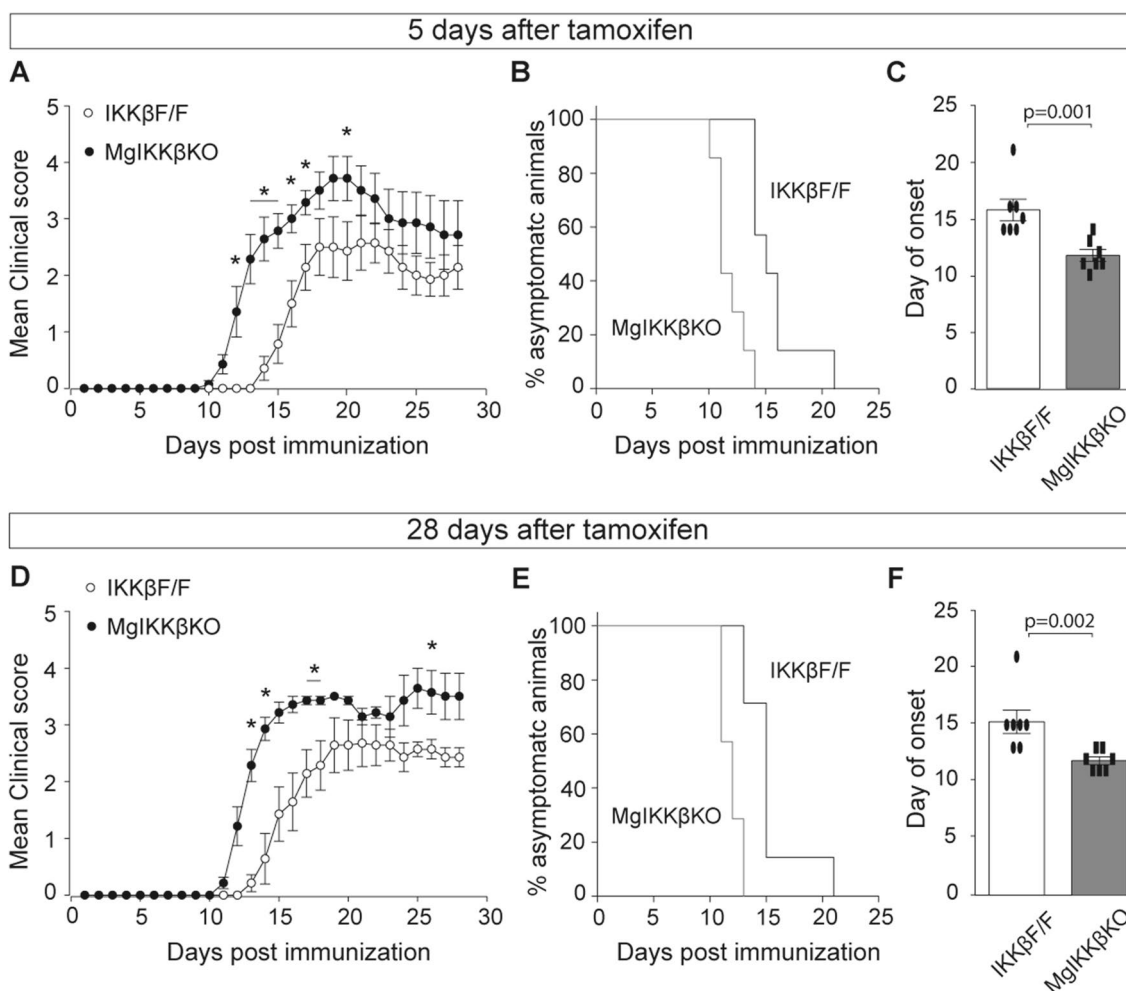 5 days after tamoxifen
A
IKKβF/F
MgIKKβKO
Mean Clinical score
5
4
3
2
1
0
* * * * *
0 5 10 15 20 25 30
Days post immunization
B
% asymptomatc animals
100
80
60
40
20
0
IKKβF/F
MgIKKβKO
0 5 10 15 20 25
Days post immunization
C
Day of onset
25
20
15
10
5
0
p=0.001
IKKβF/F
MgIKKβKO
28 days after tamoxifen
D
IKKβF/F
MgIKKβKO
Mean Clinical score
5
4
3
2
1
0
* * * *
0 5 10 15 20 25 30
Days post immunization
E
% asymptomatc animals
100
80
60
40
20
0
IKKβF/F
MgIKKβKO
0 5 10 15 20 25
Days post immunization
F
Day of onset
25
20
15
10
5
0
p=0.002
IKKβF/F
MgIKKβKO